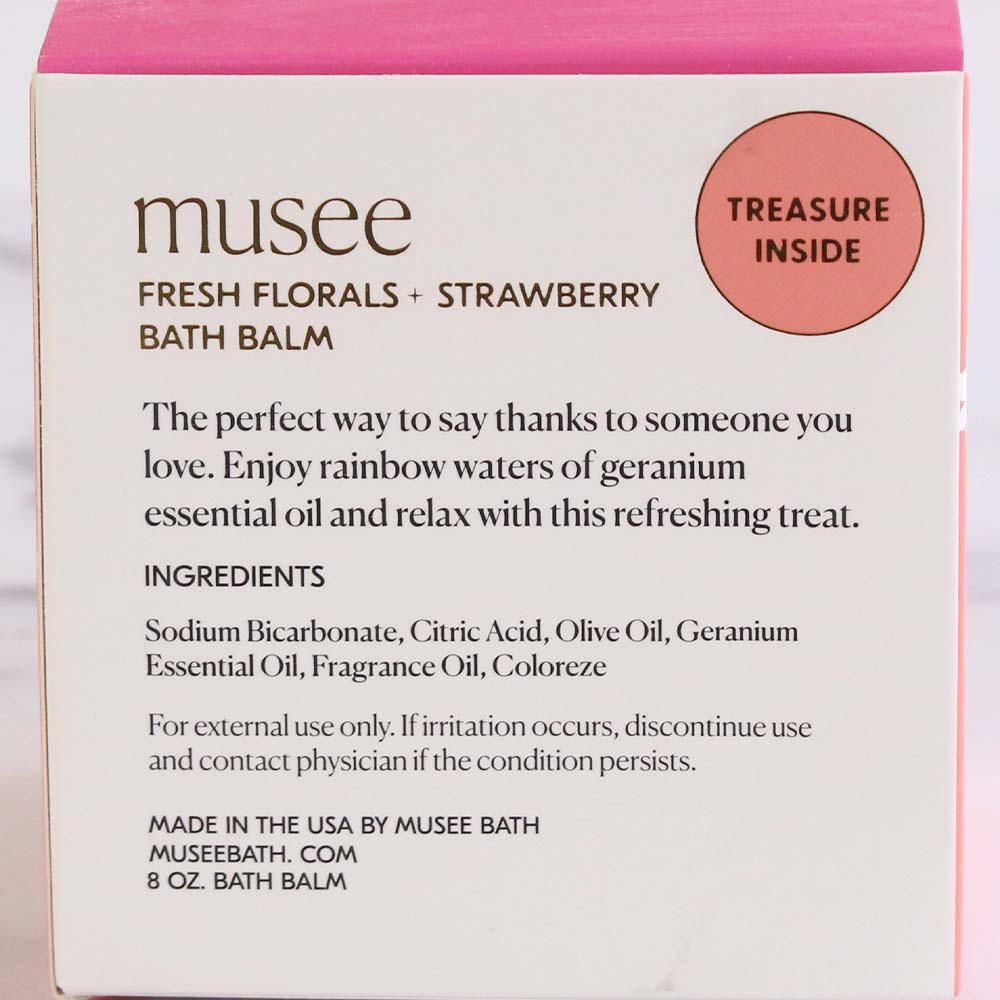 musee
FRESH FLORALS + STRAWBERRY
BATH BALM
TREASURE
INSIDE
The perfect way to say thanks to someone you
love. Enjoy rainbow waters of geranium
essential oil and relax with this refreshing treat.
INGREDIENTS
Sodium Bicarbonate, Citric Acid, Olive Oil, Geranium
Essential Oil, Fragrance Oil, Coloreze
For external use only. If irritation occurs, discontinue use
and contact physician if the condition persists.
MADE IN THE USA BY MUSEE BATH
MUSEEBATH. COM
8 OZ. BATH BALM